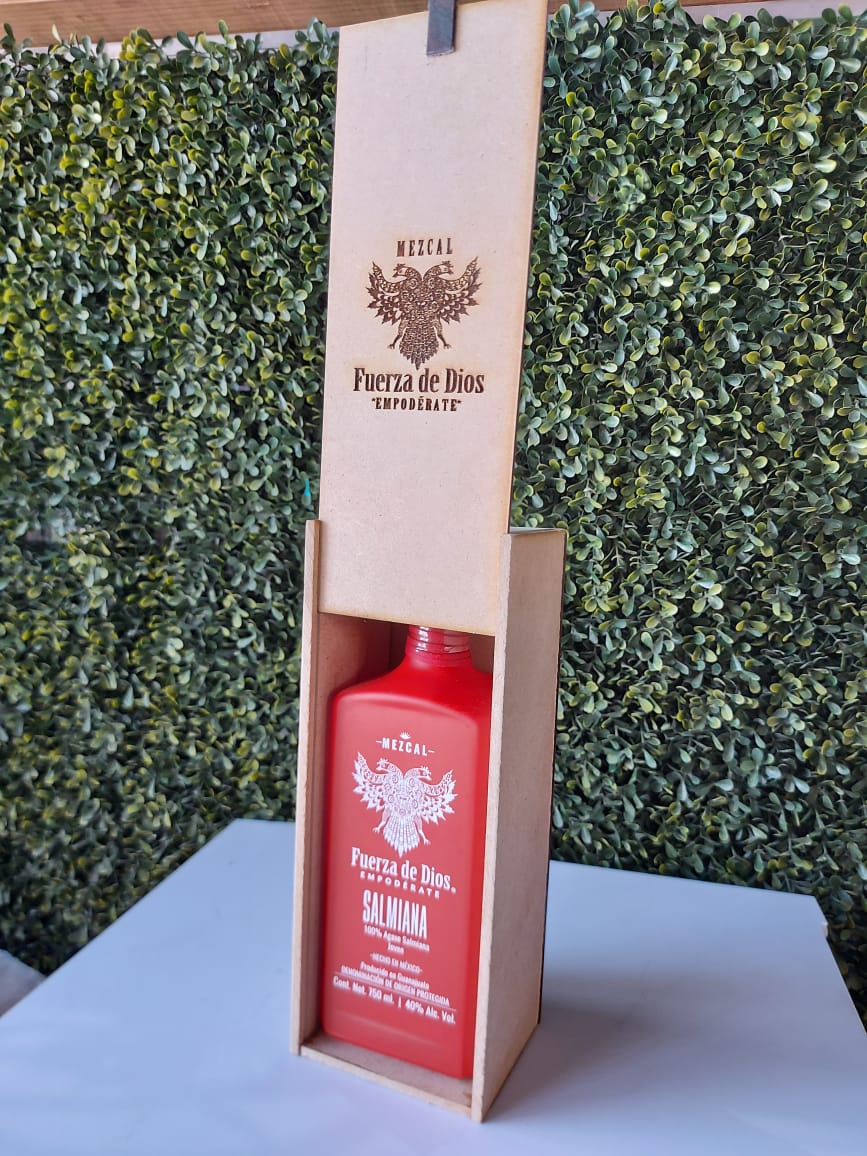 MEZCAL
Fuerza de Dios
"EMPODÉRATE"
-MEZCAL-
Fuerza de Dios®
EMPODÉRATE
SALMIANA
100% Agave Salmiana
Joven
-HECHO EN MÉXICO-
Producido en Guanajuato
DENOMINACIÓN DE ORIGEN PROTEGIDA
Cont. Net. 750 ml. | 40% Alc. Vol.